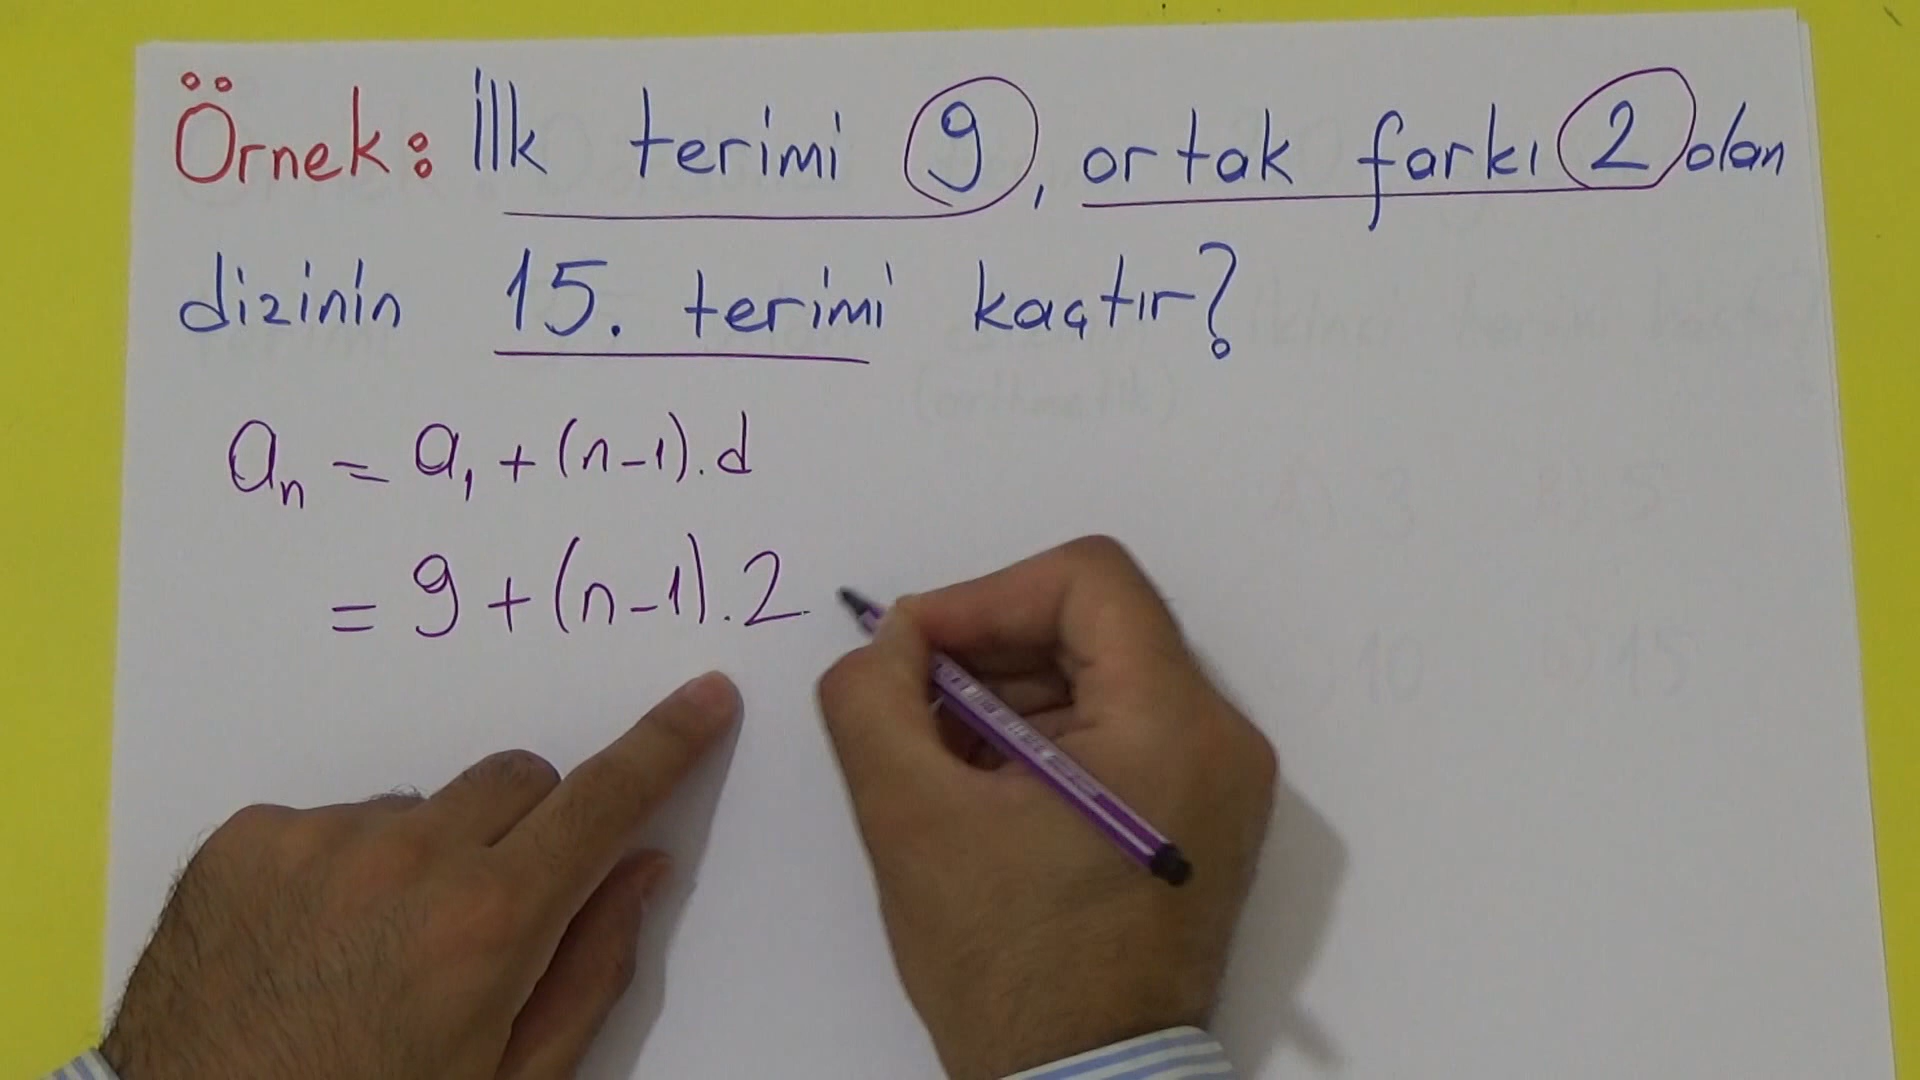 Örnek: İlk terimi 9, ortak farkı 2 olan
dizinin 15. terimi kaçtır?
aₙ = a₁ + (n-1).d
= 9 + (n-1).2